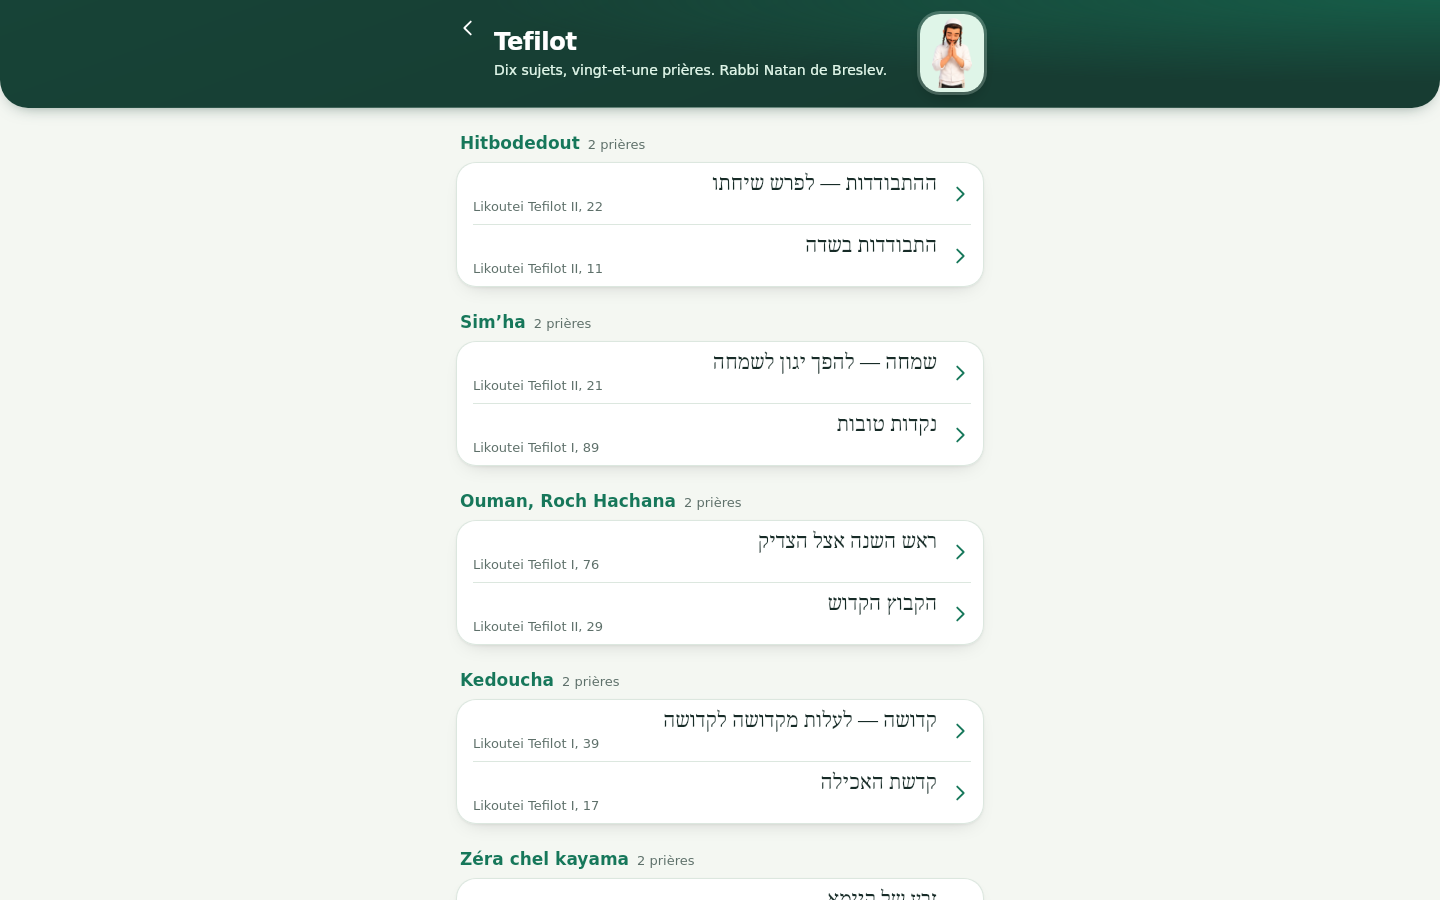 Tefilot
Dix sujets, vingt-et-une prières. Rabbi Natan de Breslev.
Hitbodedout 2 prières
ההתבודדות — לפרש שיחתו
Likoutei Tefilot II, 22
התבודדות בשדה
Likoutei Tefilot II, 11
Sim’ha 2 prières
שמחה — להפך יגון לשמחה
Likoutei Tefilot II, 21
נקדות טובות
Likoutei Tefilot I, 89
Ouman, Roch Hachana 2 prières
ראש השנה אצל הצדיק
Likoutei Tefilot I, 76
הקבוץ הקדוש
Likoutei Tefilot II, 29
Kedoucha 2 prières
קדושה — לעלות מקדושה לקדושה
Likoutei Tefilot I, 39
קדשת האכילה
Likoutei Tefilot I, 17
Zéra chel kayama 2 prières
זרע של קיימא